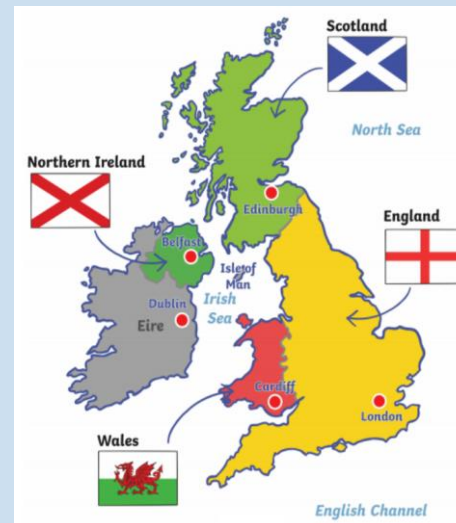 Scotland
North Sea
Northern Ireland
Edinburgh
England
Belfast
Isle of
Man
Irish
Sea
Dublin
Eire
Cardiff
London
Wales
English Channel